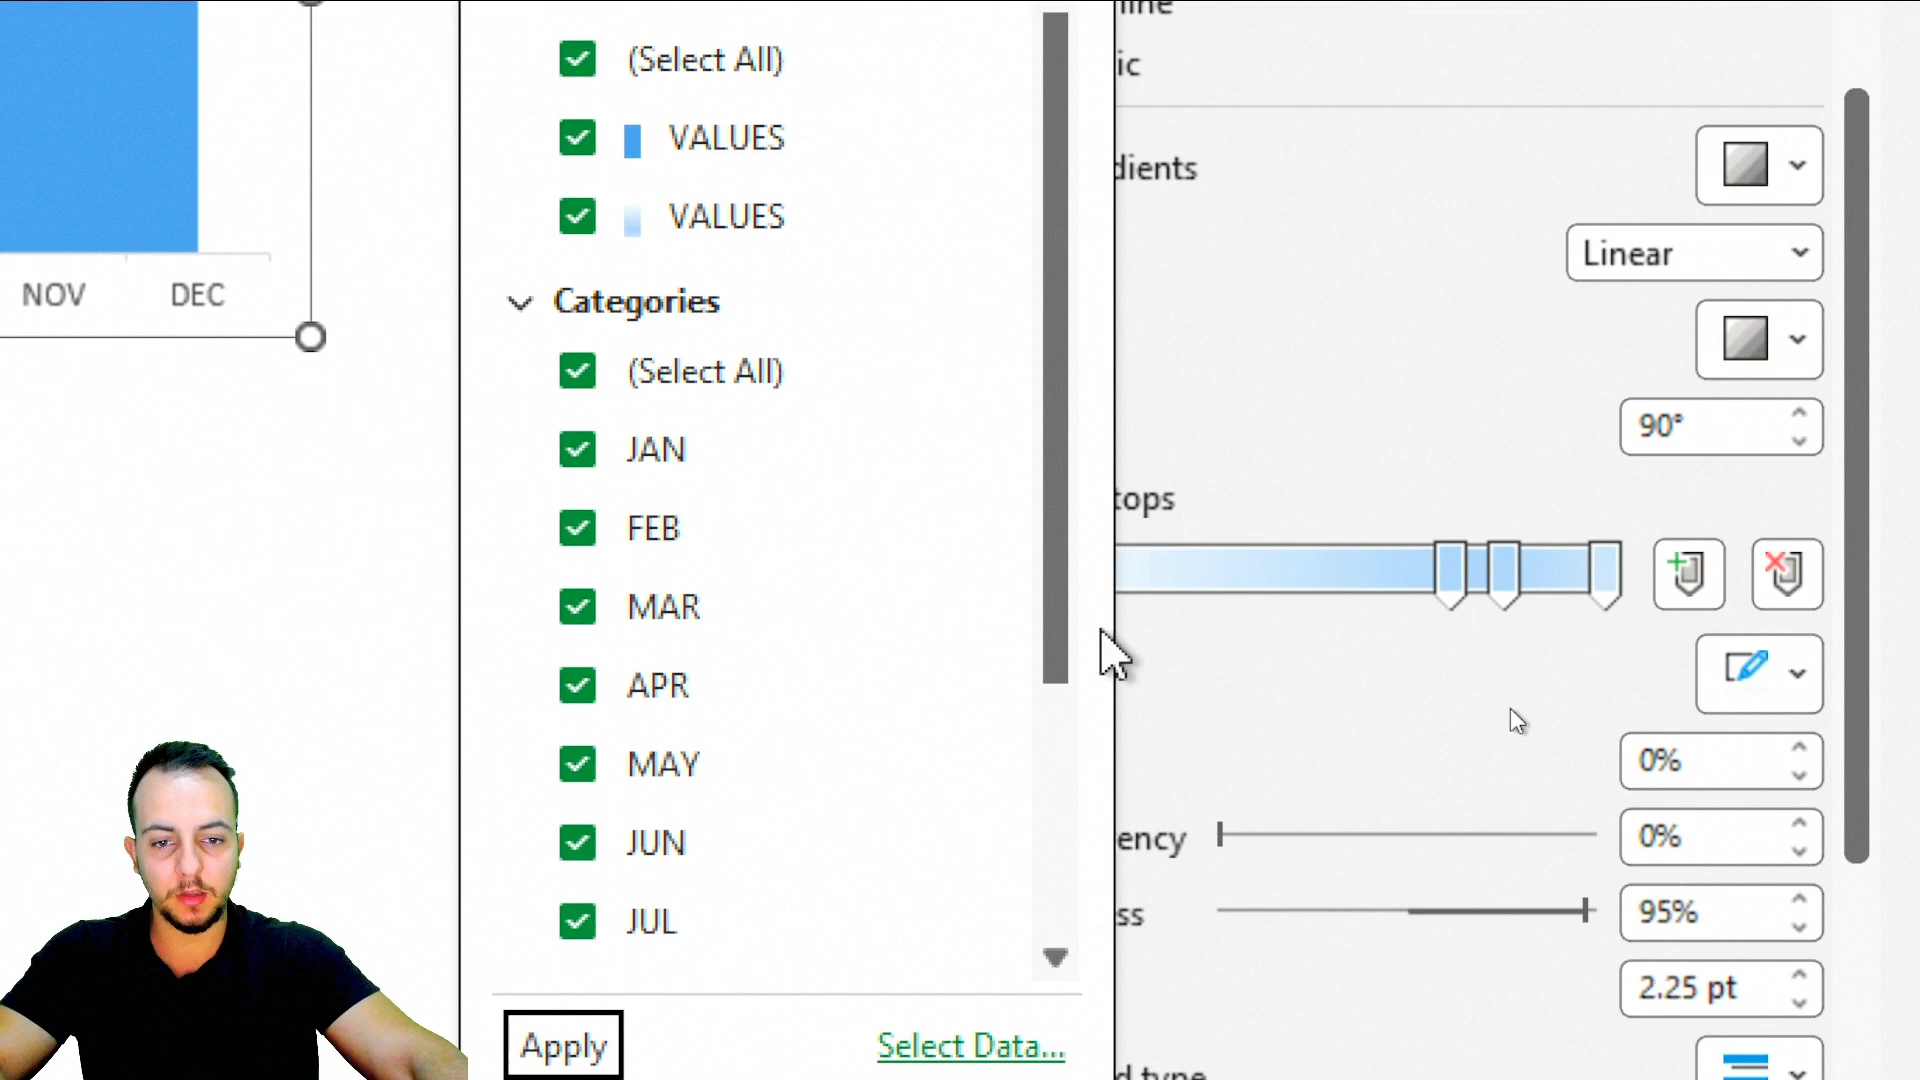 NOV DEC
(Select All)
VALUES
VALUES
Categories
(Select All)
JAN
FEB
MAR
APR
MAY
JUN
JUL
Apply
Select Data...
ic
dients
Linear
90°
tops
0%
ency
0%
ss
95%
2.25 pt
d type